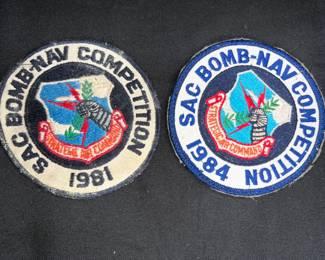 SAC BOMB-NAV COMPETITION
1981
STRATEGIC AIR COMMAND
SAC BOMB-NAV COMPETITION
1984
STRATEGIC AIR COMMAND